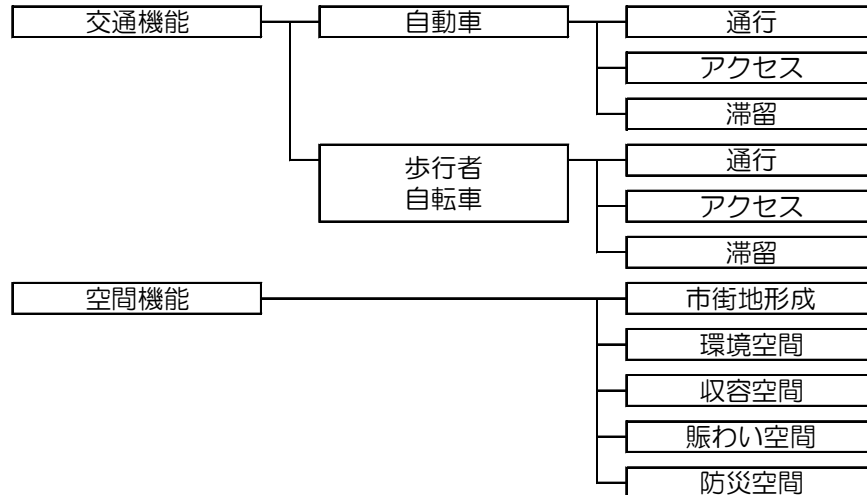 交通機能
自動車
通行
アクセス
滞留
歩行者
自転車
通行
アクセス
滞留
空間機能
市街地形成
環境空間
収容空間
賑わい空間
防災空間